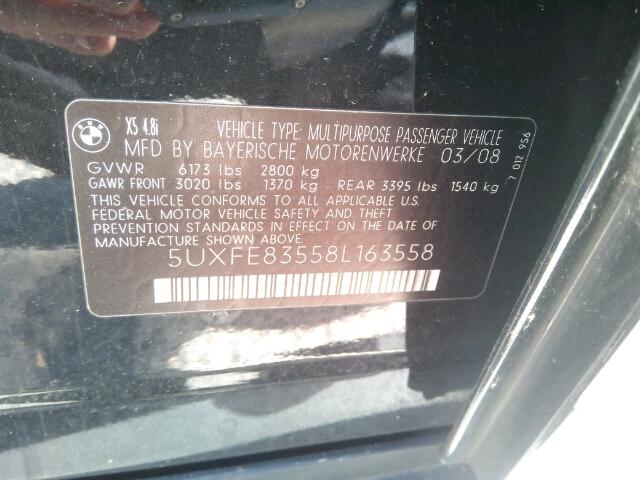 BMW
X5 4.8i
VEHICLE TYPE: MULTIPURPOSE PASSENGER VEHICLE
MFD BY BAYERISCHE MOTORENWERKE 03/08
GVWR 6173 lbs 2800 kg
GAWR FRONT 3020 lbs 1370 kg REAR 3395 lbs 1540 kg
THIS VEHICLE CONFORMS TO ALL APPLICABLE U.S.
FEDERAL MOTOR VEHICLE SAFETY AND THEFT
PREVENTION STANDARDS IN EFFECT ON THE DATE OF
MANUFACTURE SHOWN ABOVE.
5UXFE83558L163558
7 012 956